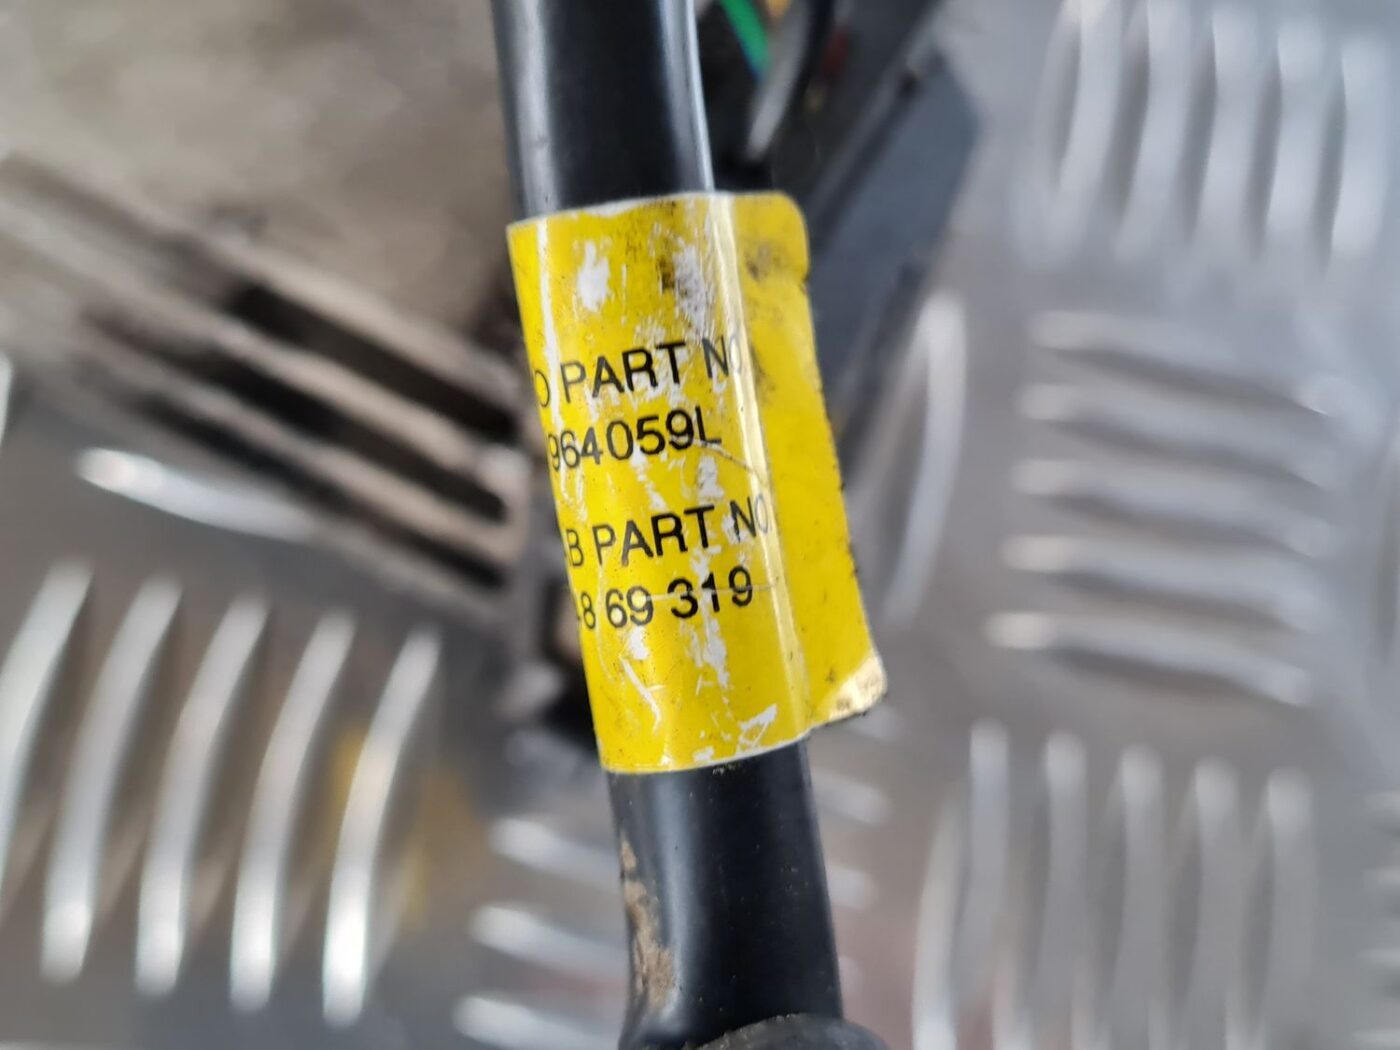 O PART NO.
964059L
B PART NO.
8 69 319